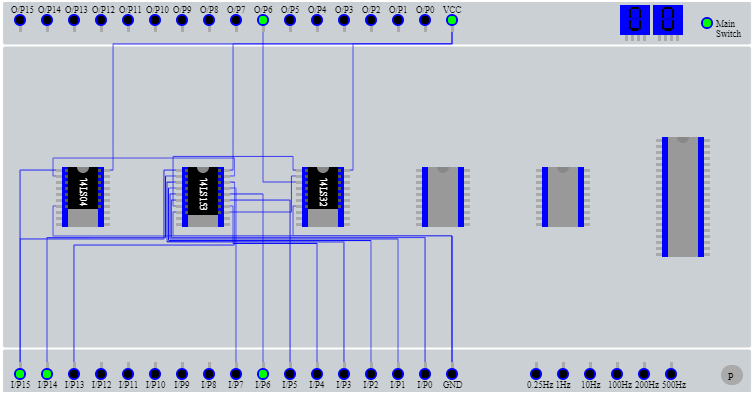 O/P15 O/P14 O/P13 O/P12 O/P11 O/P10 O/P9 O/P8 O/P7 O/P6 O/P5 O/P4 O/P3 O/P2 O/P1 O/P0 VCC
0 0
Main
Switch
74LS04 74LS153 74LS32
I/P15 I/P14 I/P13 I/P12 I/P11 I/P10 I/P9 I/P8 I/P7 I/P6 I/P5 I/P4 I/P3 I/P2 I/P1 I/P0 GND 0.25Hz 1Hz 10Hz 100Hz 200Hz 500Hz
p